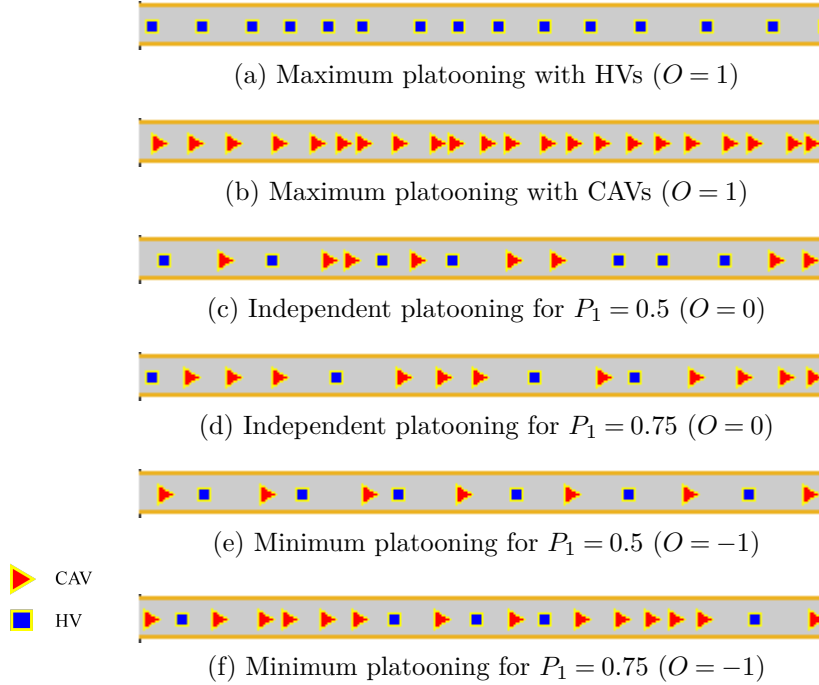 (a) Maximum platooning with HVs (O = 1)
(b) Maximum platooning with CAVs (O = 1)
(c) Independent platooning for P₁ = 0.5 (O = 0)
(d) Independent platooning for P₁ = 0.75 (O = 0)
(e) Minimum platooning for P₁ = 0.5 (O = −1)
CAV
HV
(f) Minimum platooning for P₁ = 0.75 (O = −1)